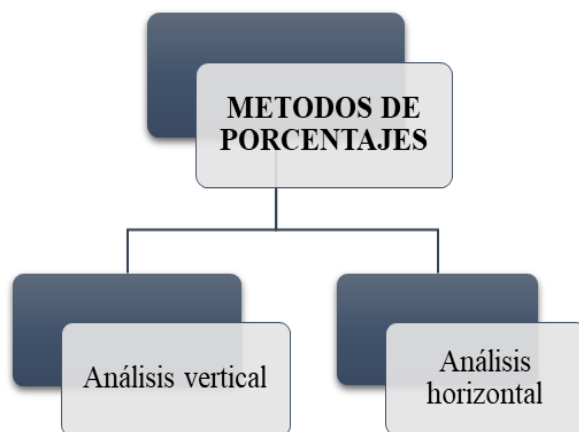 METODOS DE
PORCENTAJES
Análisis vertical
Análisis
horizontal